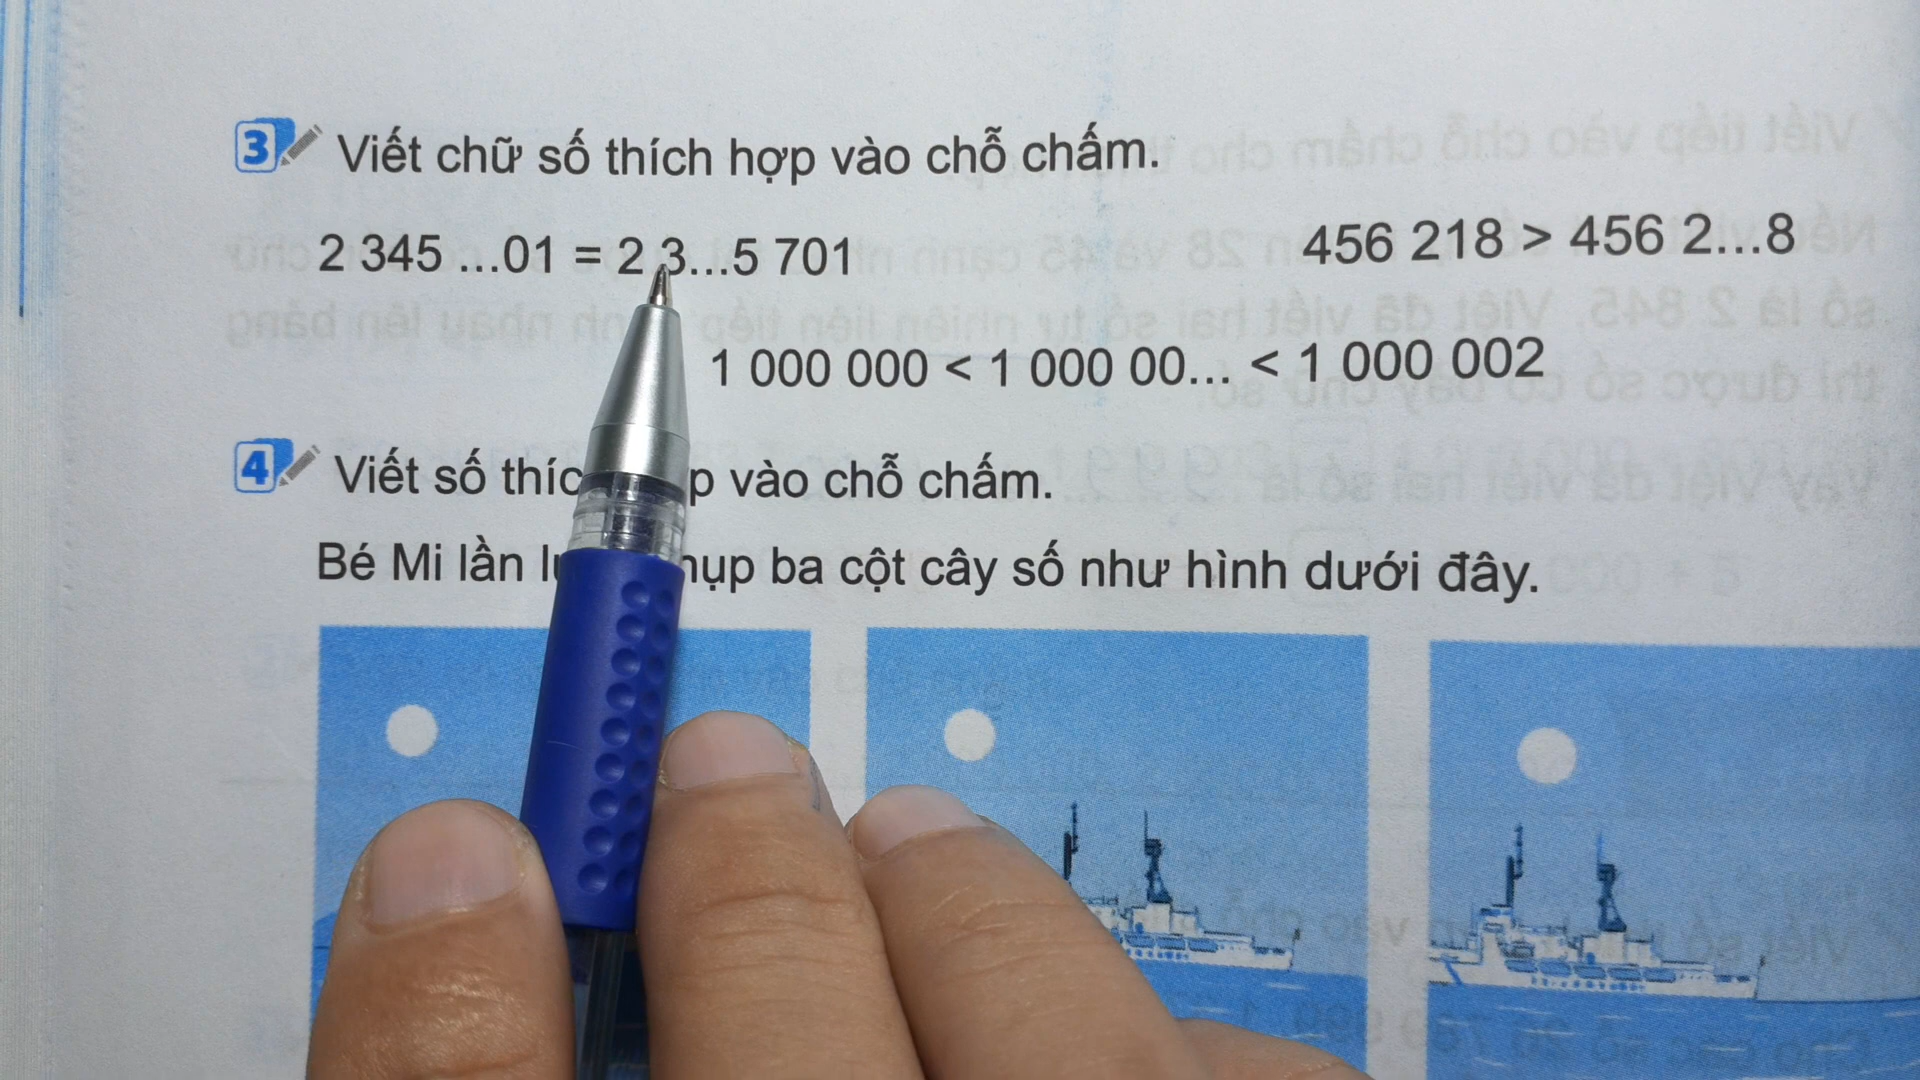 3 Viết chữ số thích hợp vào chỗ chấm.
2 345 ...01 = 2 3...5 701
456 218 > 456 2...8
1 000 000 < 1 000 00... < 1 000 002
4 Viết số thíc p vào chỗ chấm.
Bé Mi lần ba cột cây số như hình dưới đây.